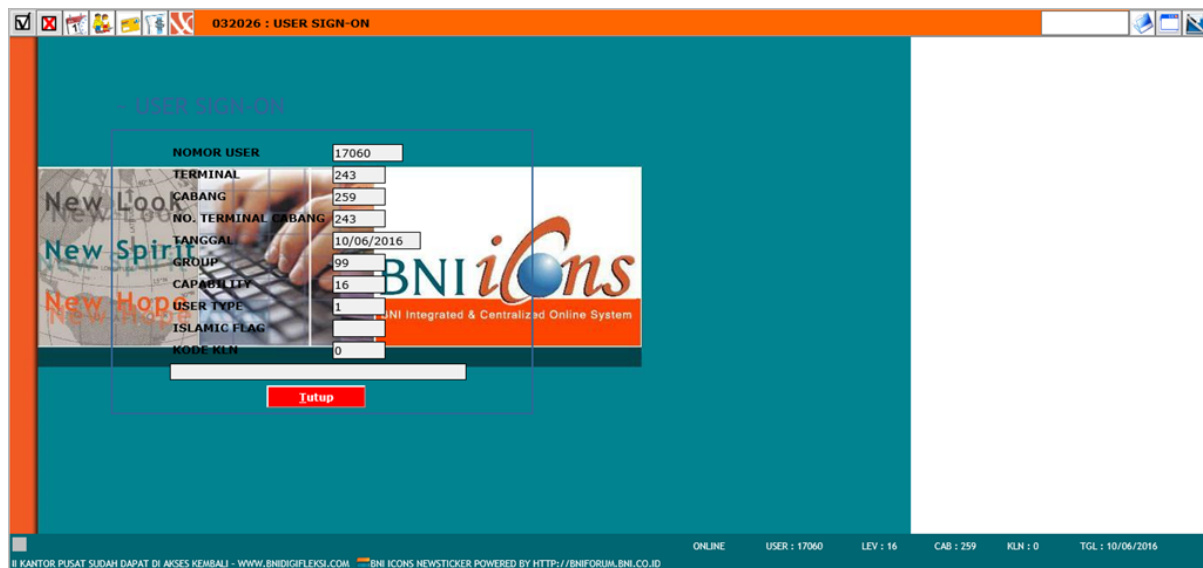 032026 : USER SIGN-ON
- USER SIGN-ON
NOMOR USER 17060
TERMINAL 243
CABANG 259
NO. TERMINAL CABANG 243
TANGGAL 10/06/2016
GROUP 99
CAPABILITY 16
USER TYPE 1
ISLAMIC FLAG
KODE KLN 0
Tutup
New Look
New Spirit
New Hope
BNI icons
BNI Integrated & Centralized Online System
ONLINE USER : 17060 LEV : 16 CAB : 259 KLN : 0 TGL : 10/06/2016
II KANTOR PUSAT SUDAH DAPAT DI AKSES KEMBALI - WWW.BNIDIGIFLEKSI.COM BNI ICONS NEWSTICKER POWERED BY HTTP://BNIFORUM.BNI.CO.ID